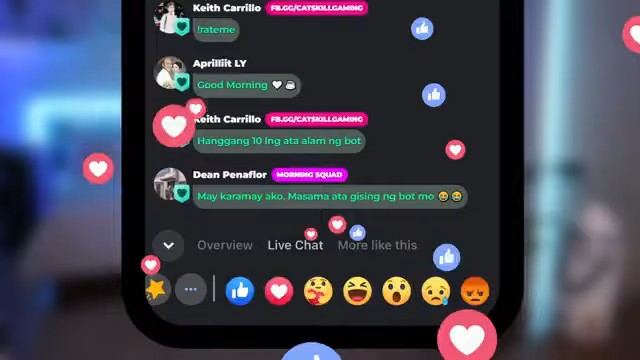 Keith Carrillo FB.GG/CATSKILLGAMING
!rateme
Aprilliit LY
Good Morning
Keith Carrillo FB.GG/CATSKILLGAMING
Hanggang 10 lng ata alam ng bot
Dean Penaflor MORNING SQUAD
May karamay ako. Masama ata gising ng bot mo
Overview Live Chat More like this